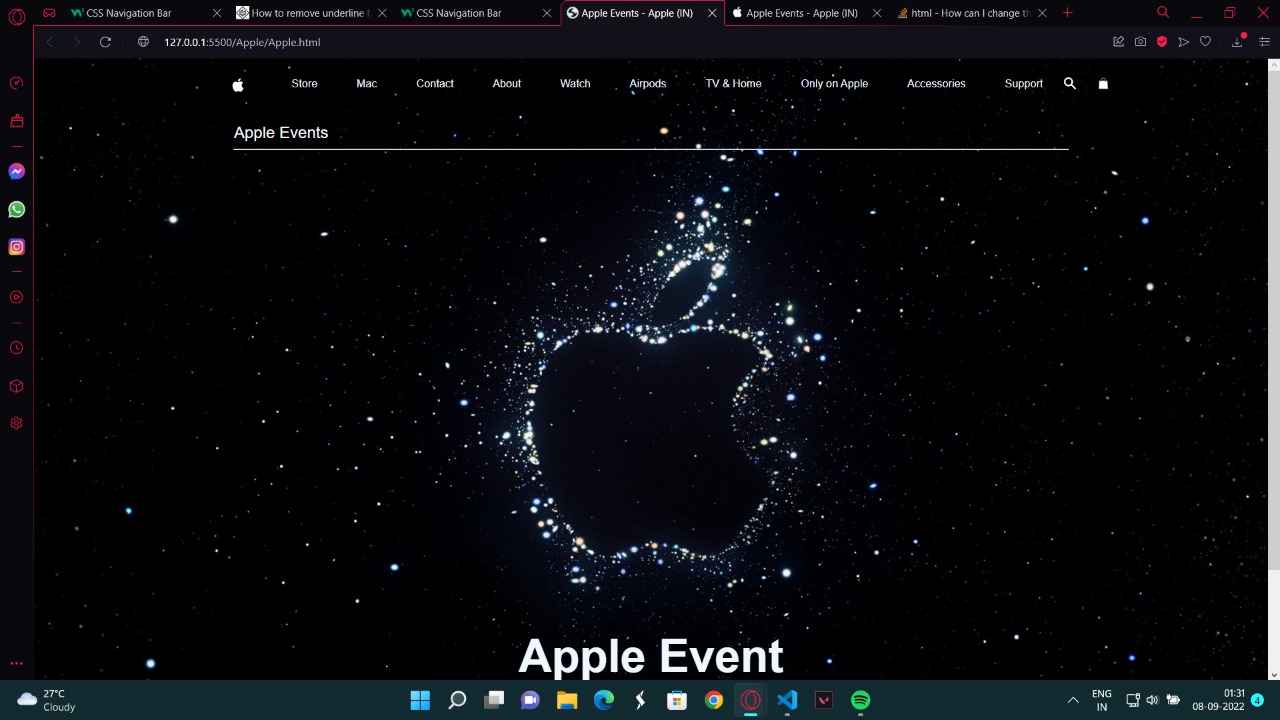 CSS Navigation Bar
How to remove underline f
CSS Navigation Bar
Apple Events - Apple (IN)
Apple Events - Apple (IN)
html - How can I change th
127.0.0.1:5500/Apple/Apple.html
Store Mac Contact About Watch Airpods TV & Home Only on Apple Accessories Support
Apple Events
Apple Event
27°C
Cloudy
ENG
IN
01:31
08-09-2022
4